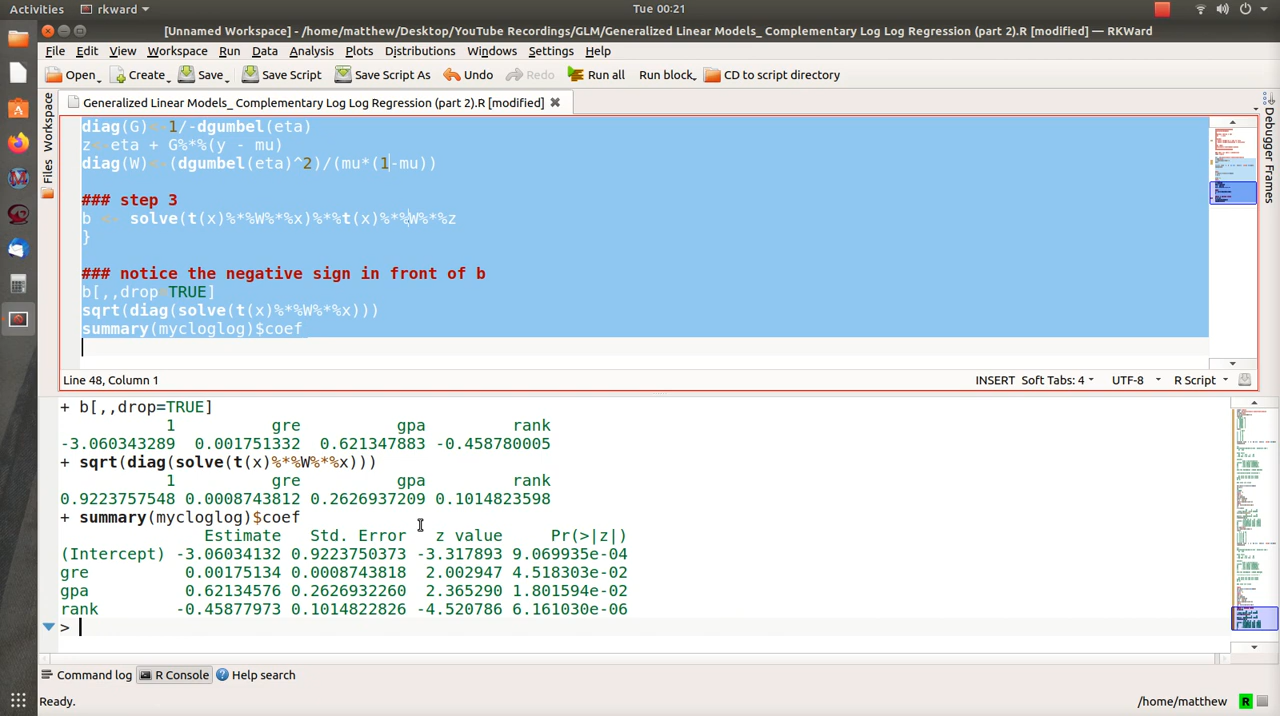 Activities rkward Tue 00:21
[Unnamed Workspace] - /home/matthew/Desktop/YouTube Recordings/GLM/Generalized Linear Models_ Complementary Log Log Regression (part 2).R [modified] — RKWard
File Edit View Workspace Run Data Analysis Plots Distributions Windows Settings Help
Open Create Save Save Script Save Script As Undo Redo Run all Run block CD to script directory
Generalized Linear Models_ Complementary Log Log Regression (part 2).R [modified]
Workspace
Files
Debugger Frames
diag(G)<-1/-dgumbel(eta)
z<-eta + G%*%(y - mu)
diag(W)<-(dgumbel(eta)^2)/(mu*(1-mu))
### step 3
b <- solve(t(x)%*%W%*%x)%*%t(x)%*%W%*%z
}
### notice the negative sign in front of b
b[,,drop=TRUE]
sqrt(diag(solve(t(x)%*%W%*%x)))
summary(mycloglog)$coef
Line 48, Column 1 INSERT Soft Tabs: 4 UTF-8 R Script
+ b[,,drop=TRUE]
1 gre gpa rank
-3.060343289 0.001751332 0.621347883 -0.458780005
+ sqrt(diag(solve(t(x)%*%W%*%x)))
1 gre gpa rank
0.9223757548 0.0008743812 0.2626937209 0.1014823598
+ summary(mycloglog)$coef
Estimate Std. Error z value Pr(>|z|)
(Intercept) -3.06034132 0.9223750373 -3.317893 9.069935e-04
gre 0.00175134 0.0008743818 2.002947 4.518303e-02
gpa 0.62134576 0.2626932260 2.365290 1.801594e-02
rank -0.45877973 0.1014822826 -4.520786 6.161030e-06
>
Command log R Console Help search
Ready. /home/matthew R